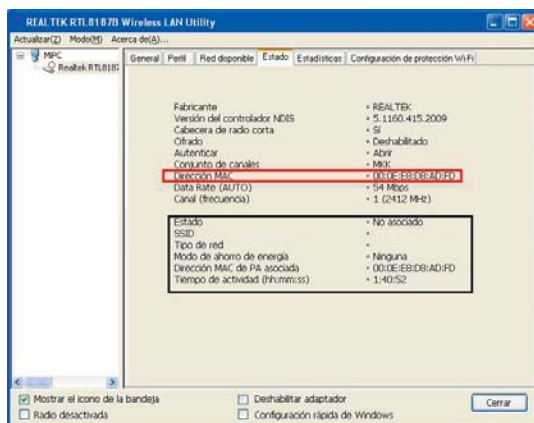 REALTEK RTL8187B Wireless LAN Utility
Actualizar(Z) Modo(M) Acerca de(A)...
MPC
Realtek RTL8187
General Perfil Red disponible Estado Estadísticas Configuración de protección Wi-Fi
Fabricante = REALTEK
Versión del controlador NDIS = 5.1160.415.2009
Cabecera de radio corta = Sí
Cifrado = Deshabilitado
Autenticar = Abrir
Conjunto de canales = MKK
Dirección MAC = 00:0E:E8:D8:AD:FD
Data Rate (AUTO) = 54 Mbps
Canal (frecuencia) = 1 (2412 MHz)
Estado = No asociado
SSID =
Tipo de red =
Modo de ahorro de energía = Ninguna
Dirección MAC de PA asociada = 00:0E:E8:D8:AD:FD
Tiempo de actividad (hh:mm:ss) = 1:40:52
Mostrar el icono de la bandeja Deshabilitar adaptador Cerrar
Radio desactivada Configuración rápida de Windows